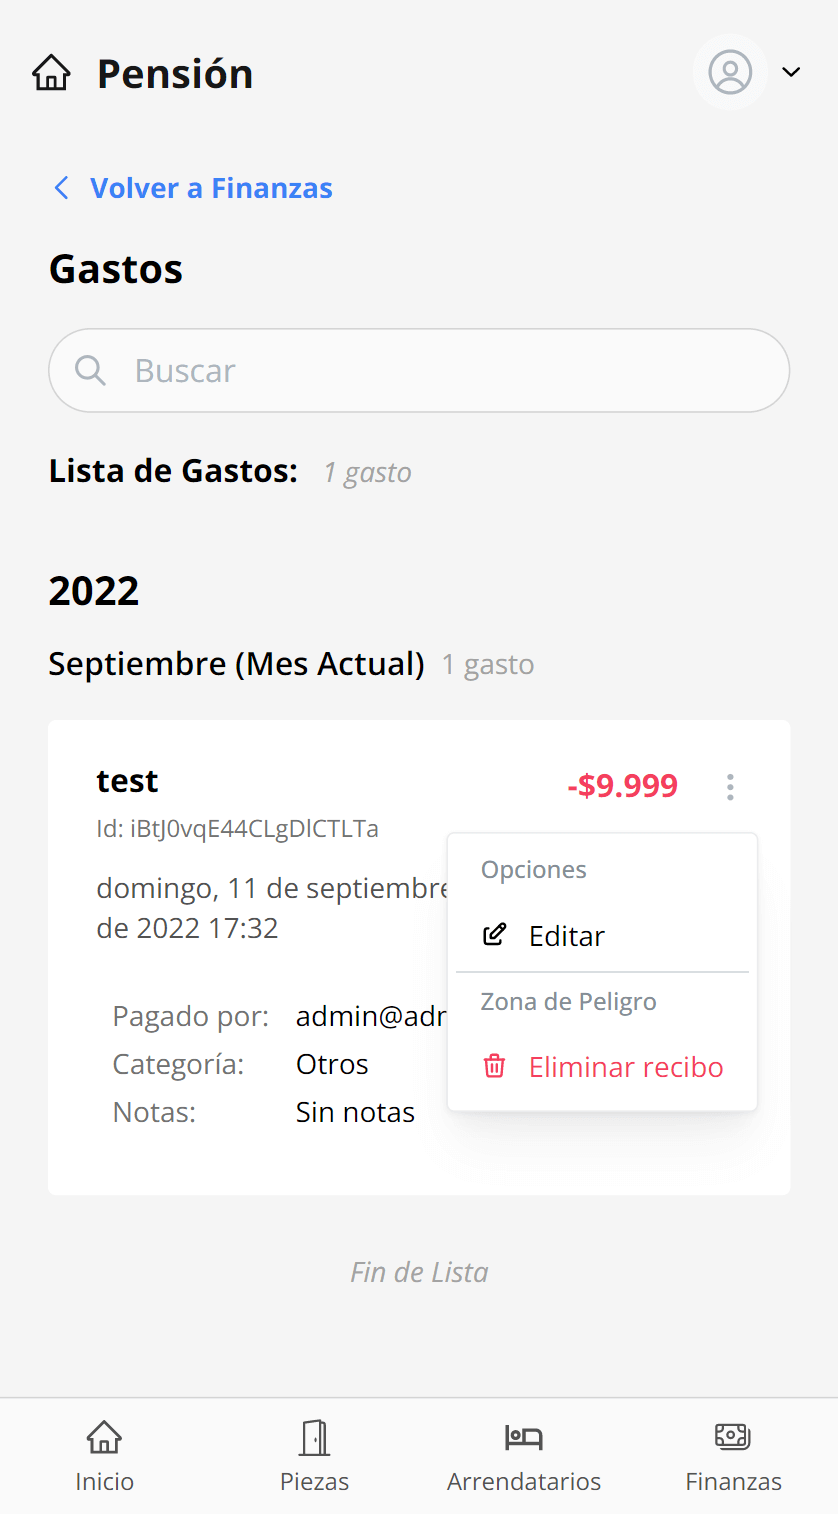 Pensión
Volver a Finanzas
Gastos
Buscar
Lista de Gastos: 1 gasto
2022
Septiembre (Mes Actual) 1 gasto
test -$9.999
Id: iBtJ0vqE44CLgDlCTLTa
domingo, 11 de septiembre
de 2022 17:32
Opciones
Editar
Zona de Peligro
Eliminar recibo
Pagado por:
Categoría: Otros
Notas: Sin notas
Fin de Lista
Inicio Piezas Arrendatarios Finanzas